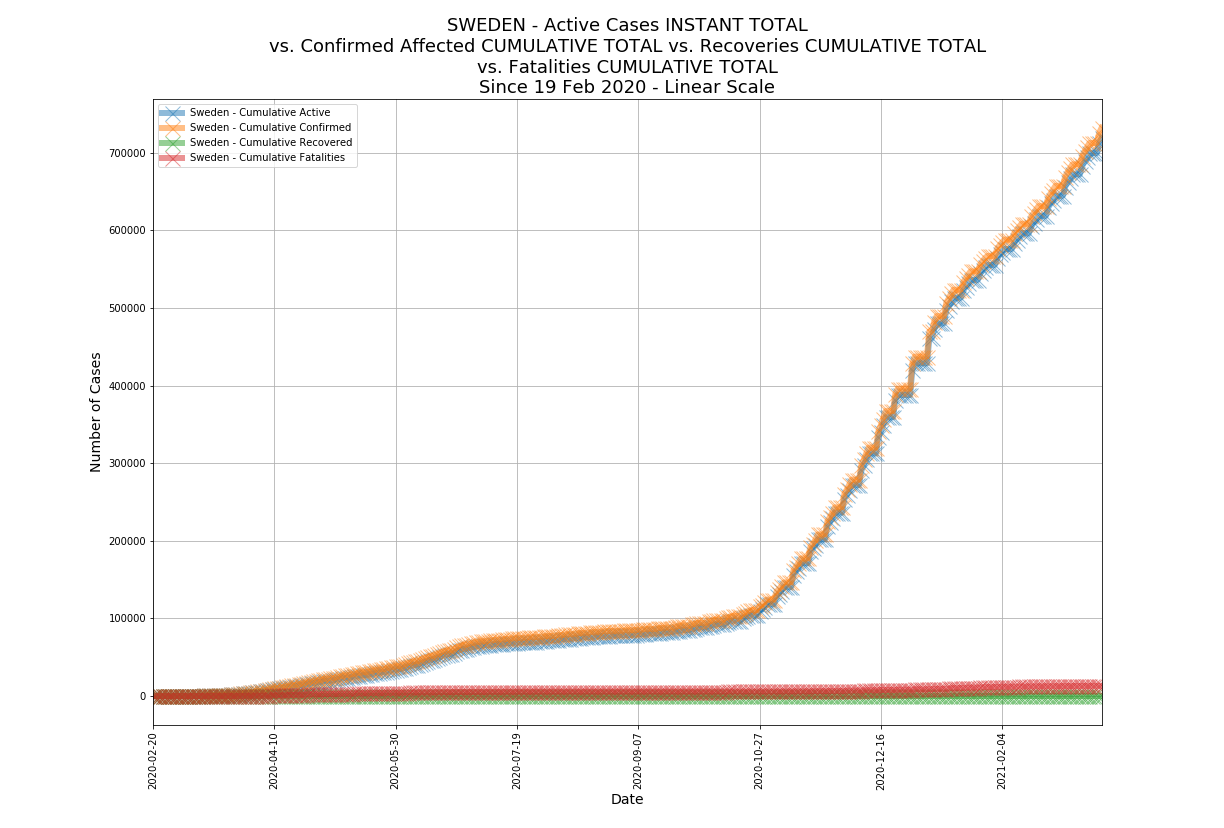 SWEDEN - Active Cases INSTANT TOTAL
vs. Confirmed Affected CUMULATIVE TOTAL vs. Recoveries CUMULATIVE TOTAL
vs. Fatalities CUMULATIVE TOTAL
Since 19 Feb 2020 - Linear Scale
Sweden - Cumulative Active
Sweden - Cumulative Confirmed
Sweden - Cumulative Recovered
Sweden - Cumulative Fatalities
Number of Cases
700000
600000
500000
400000
300000
200000
100000
0
2020-02-20
2020-04-10
2020-05-30
2020-07-19
2020-09-07
2020-10-27
2020-12-16
2021-02-04
Date